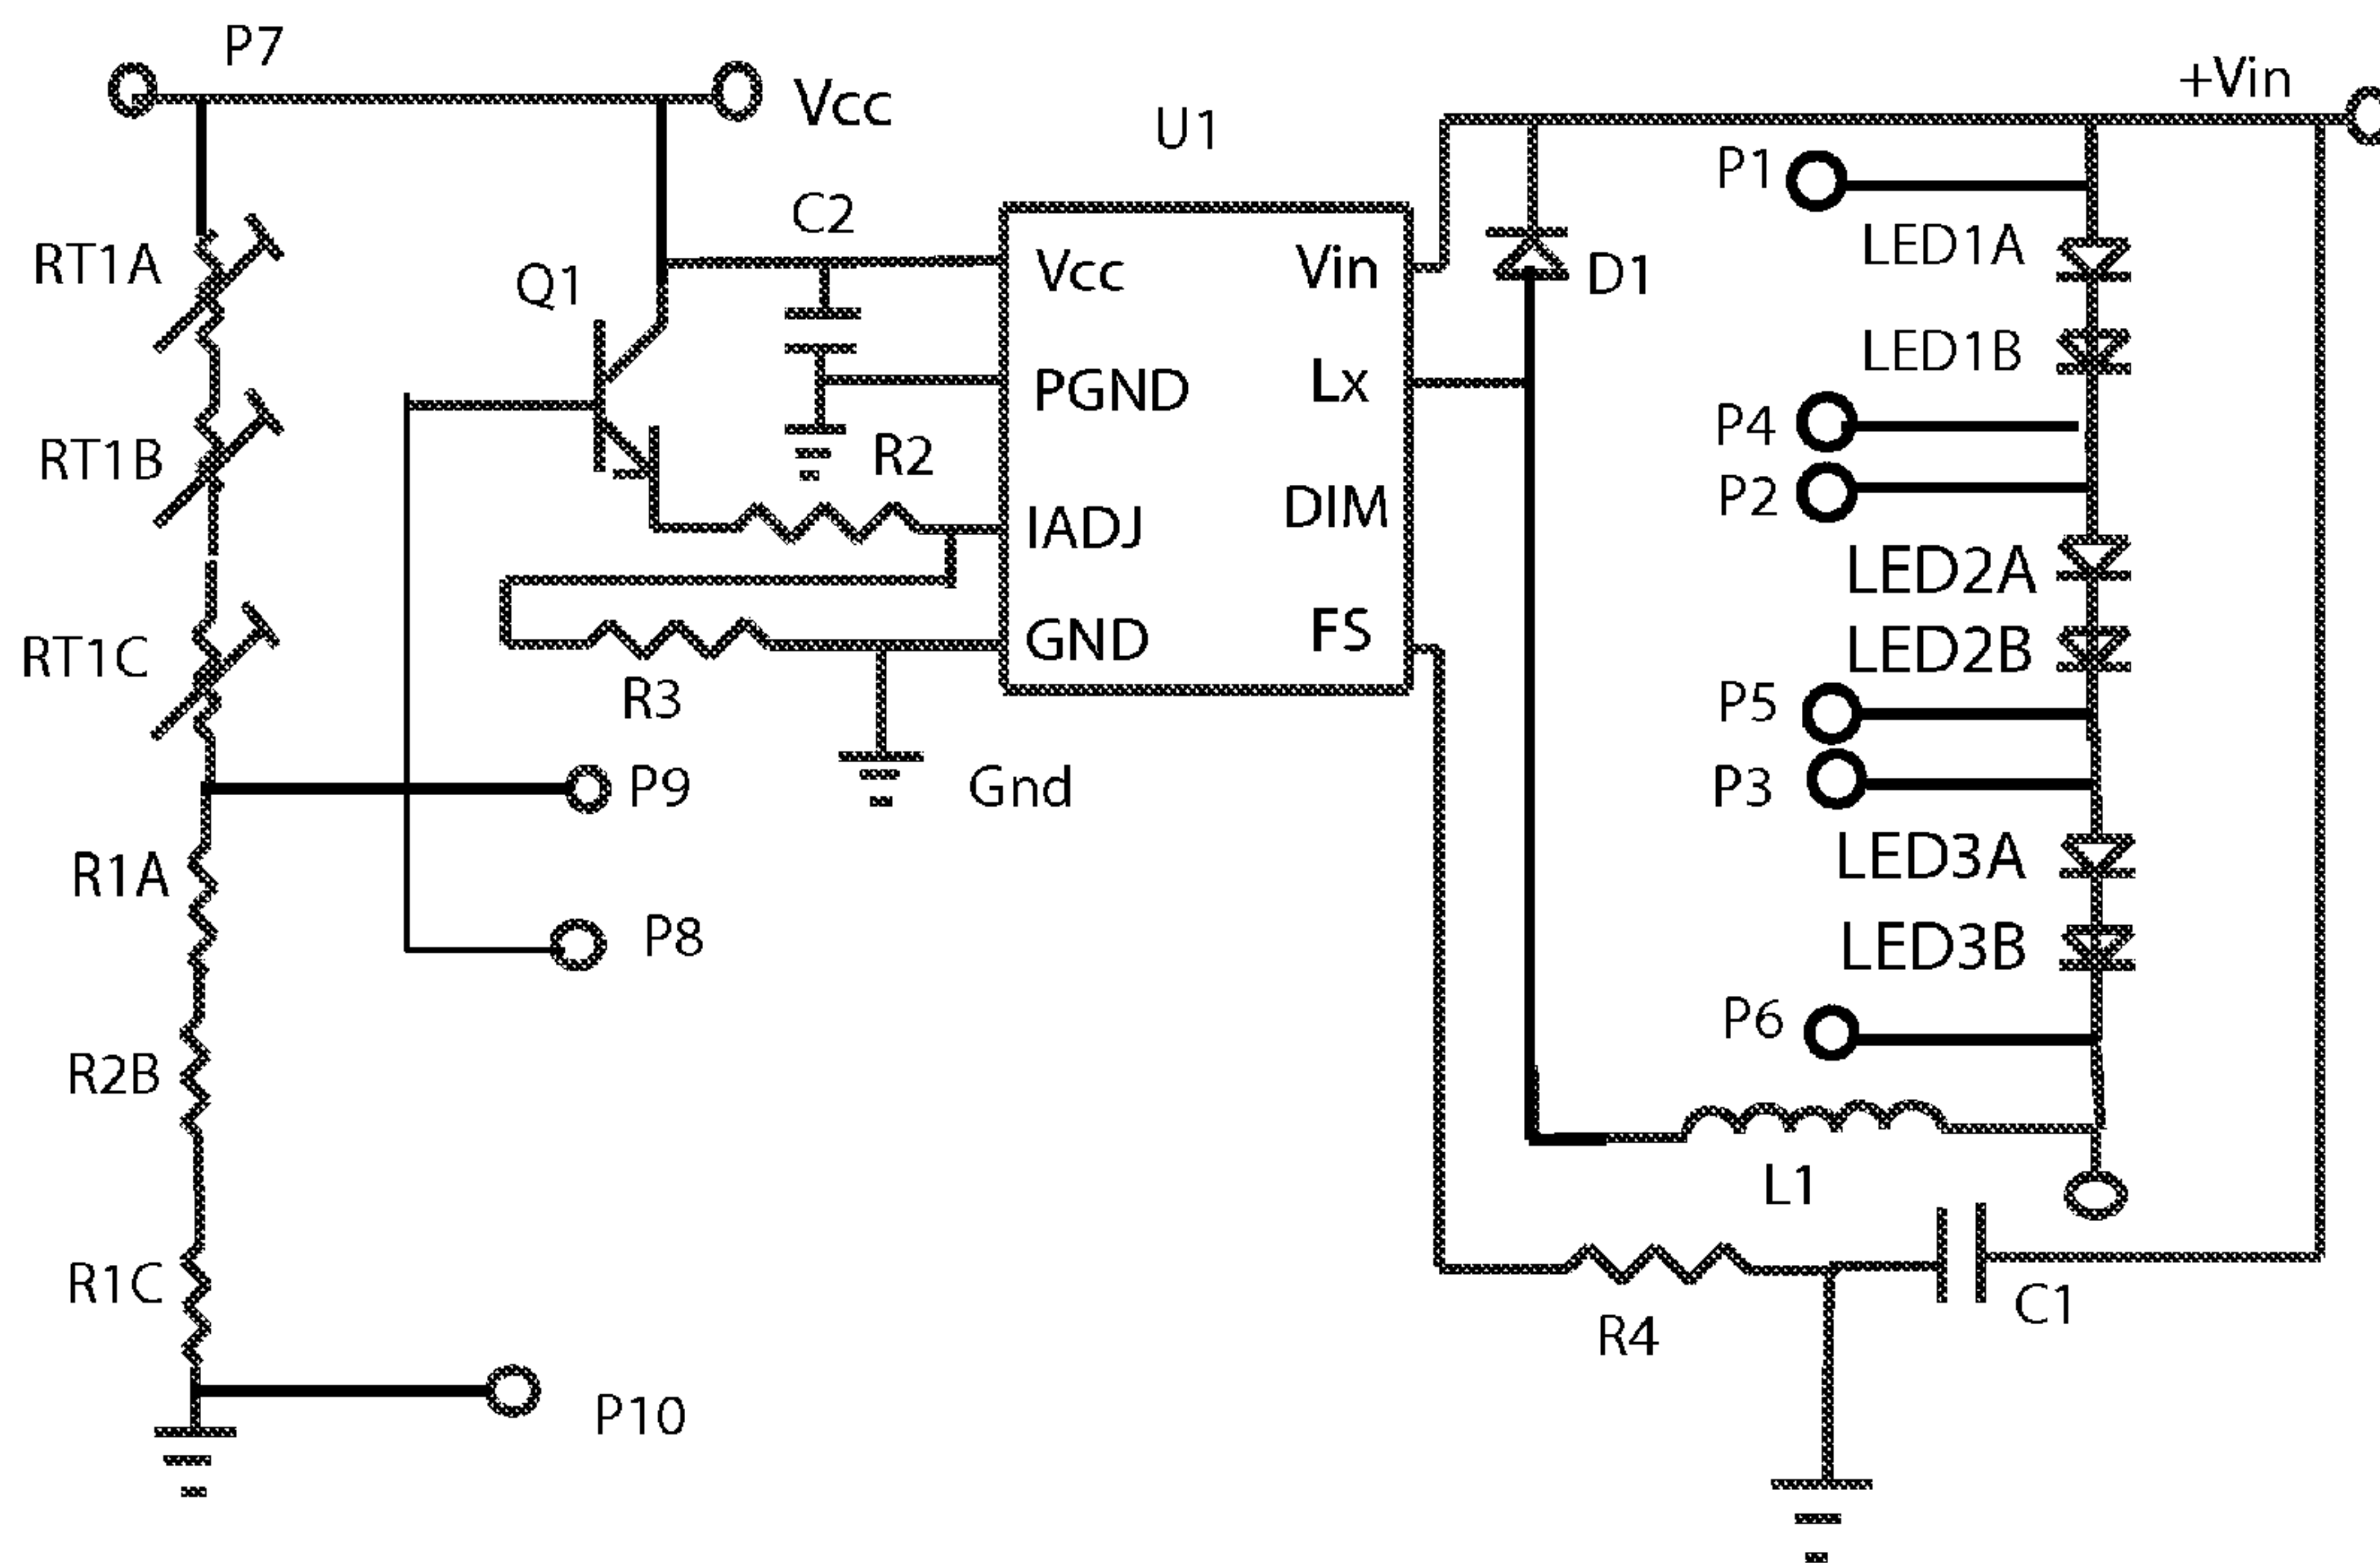 P7
Vcc
+Vin
U1
P1
C2
RT1A
LED1A
Q1
Vcc
Vin
D1
LED1B
PGND
Lx
P4
RT1B
R2
P2
IADJ
DIM
LED2A
GND
FS
LED2B
RT1C
R3
P5
P9
Gnd
P3
R1A
LED3A
P8
LED3B
P6
R2B
L1
R1C
C1
R4
P10